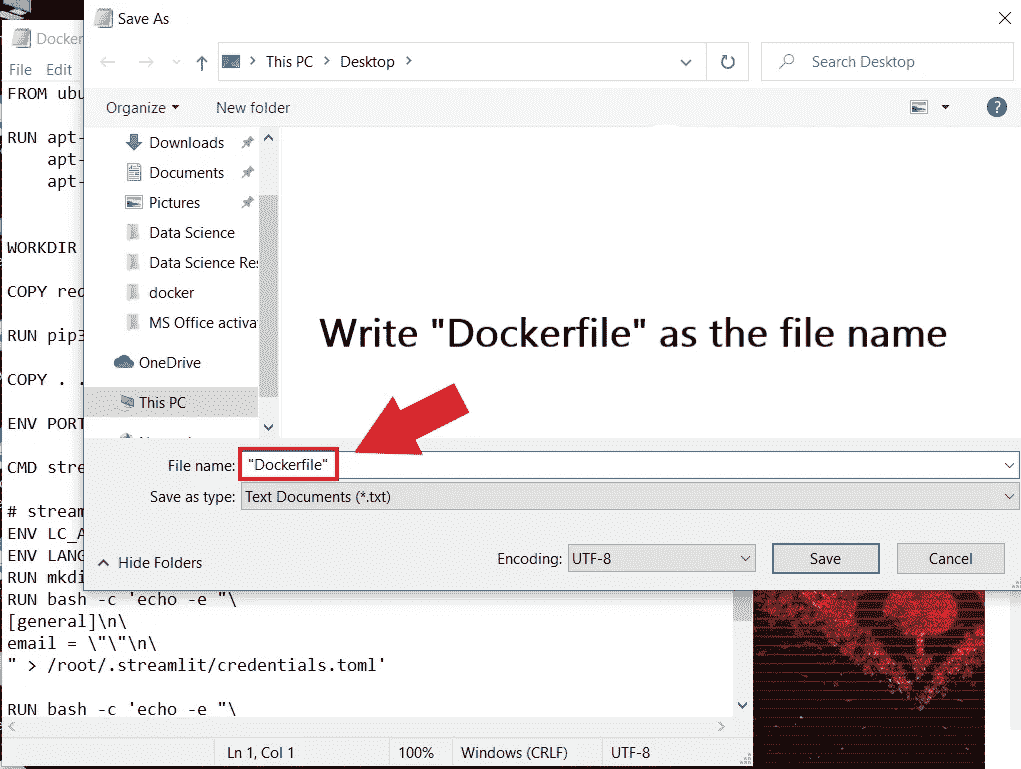 Save As
Docker
File Edit
This PC > Desktop >
Search Desktop
Organize
New folder
?
Downloads
Documents
Pictures
Data Science
Data Science Res
docker
MS Office activa
OneDrive
This PC
Write "Dockerfile" as the file name
File name: "Dockerfile"
Save as type: Text Documents (*.txt)
Hide Folders
Encoding: UTF-8
Save
Cancel
FROM ubu
RUN apt-
apt-
apt-
WORKDIR
COPY req
RUN pip3
COPY . .
ENV PORT
CMD stre
# stream
ENV LC_A
ENV LANG
RUN mkdi
RUN bash -c 'echo -e "\
[general]\n\
email = \"\"\n\
" > /root/.streamlit/credentials.toml'
RUN bash -c 'echo -e "\
Ln 1, Col 1
100%
Windows (CRLF)
UTF-8